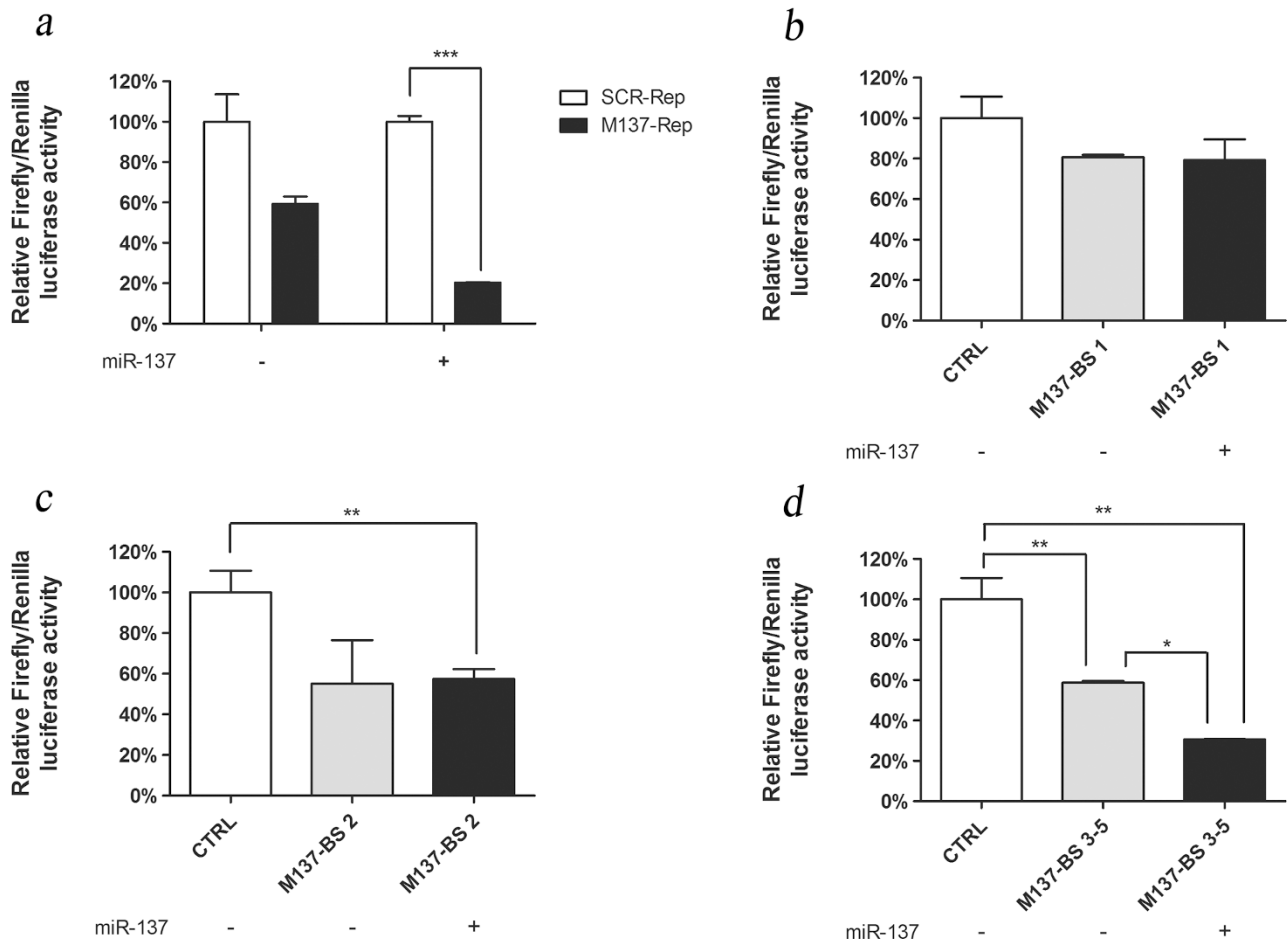 a
Relative Firefly/Renilla
luciferase activity
120%
100%
80%
60%
40%
20%
0%
***
SCR-Rep
M137-Rep
miR-137 - +
b
Relative Firefly/Renilla
luciferase activity
120%
100%
80%
60%
40%
20%
0%
CTRL
M137-BS 1
M137-BS 1
miR-137 - - +
c
Relative Firefly/Renilla
luciferase activity
**
120%
100%
80%
60%
40%
20%
0%
CTRL
M137-BS 2
M137-BS 2
miR-137 - - +
d
Relative Firefly/Renilla
luciferase activity
**
**
*
120%
100%
80%
60%
40%
20%
0%
CTRL
M137-BS 3-5
M137-BS 3-5
miR-137 - - +